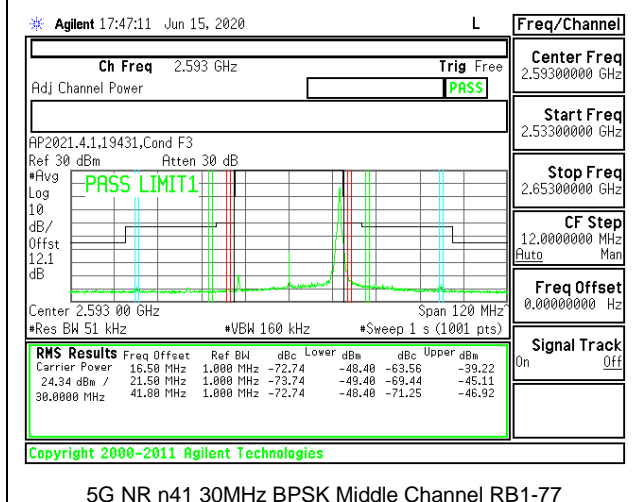 Agilent 17:47:11 Jun 15, 2020 L
Freq/Channel
Ch Freq 2.593 GHz Trig Free
Adj Channel Power PASS
Center Freq
2.59300000 GHz
Start Freq
2.53300000 GHz
AP2021.4.1,19431,Cond F3
Ref 30 dBm Atten 30 dB
#Avg
Log
10
dB/
Offst
12.1
dB
PASS LIMIT1
Stop Freq
2.65300000 GHz
CF Step
12.0000000 MHz
Auto Man
Freq Offset
0.00000000 Hz
Center 2.593 00 GHz Span 120 MHz
#Res BW 51 kHz #VBW 160 kHz #Sweep 1 s (1001 pts)
Signal Track
On Off
RMS Results Freq Offset Ref BW dBc Lower dBm dBc Upper dBm
Carrier Power 16.50 MHz 1.000 MHz -72.74 -48.40 -63.56 -39.22
24.34 dBm / 21.50 MHz 1.000 MHz -73.74 -49.40 -69.44 -45.11
30.0000 MHz 41.80 MHz 1.000 MHz -72.74 -48.40 -71.25 -46.92
Copyright 2000-2011 Agilent Technologies
5G NR n41 30MHz BPSK Middle Channel RB1-77